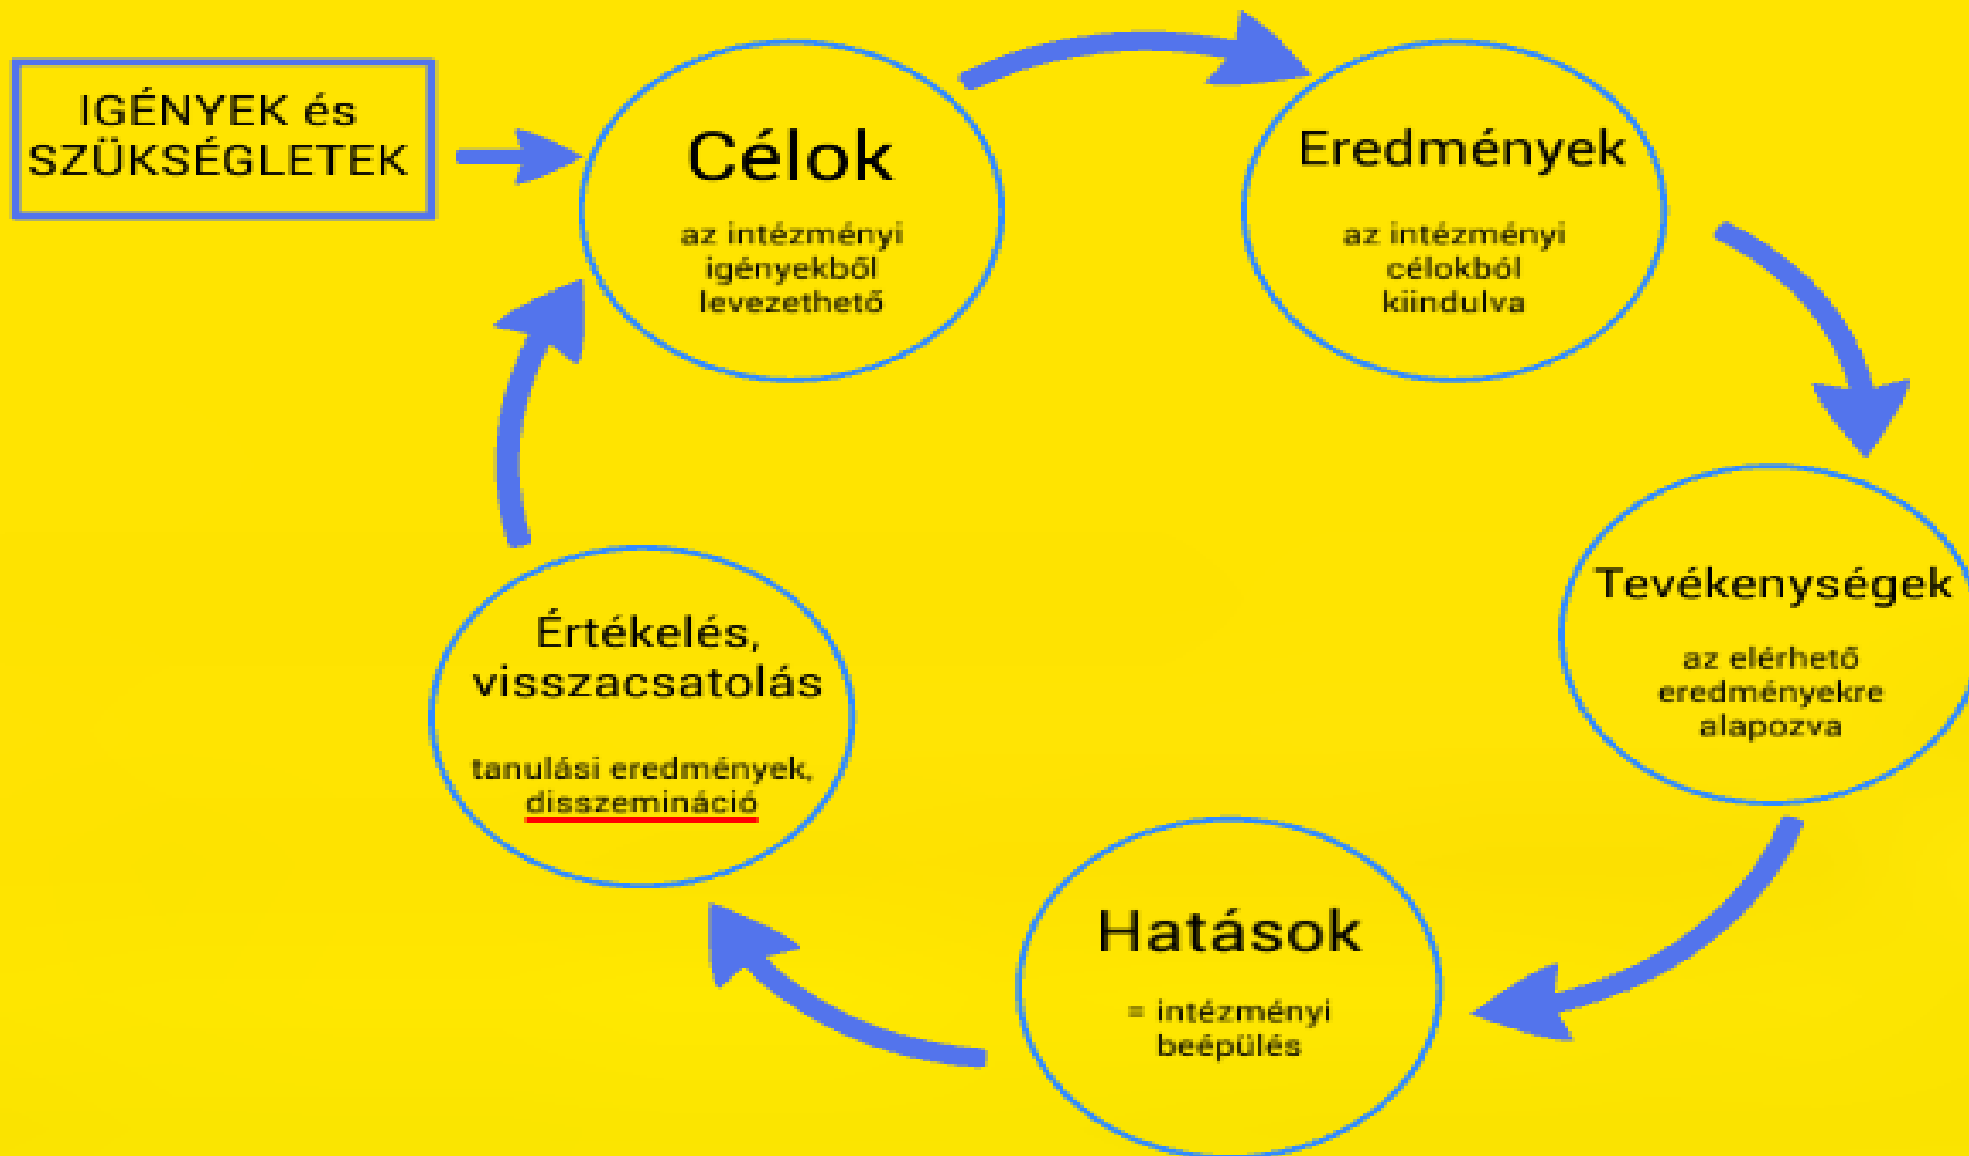 IGÉNYEK és
SZÜKSÉGLETEK
Célok
az intézményi
igényekből
levezethető
Eredmények
az intézményi
célokból
kiindulva
Tevékenységek
az elérhető
eredményekre
alapozva
Hatások
= intézményi
beépülés
Értékelés,
visszacsatolás
tanulási eredmények,
disszemináció